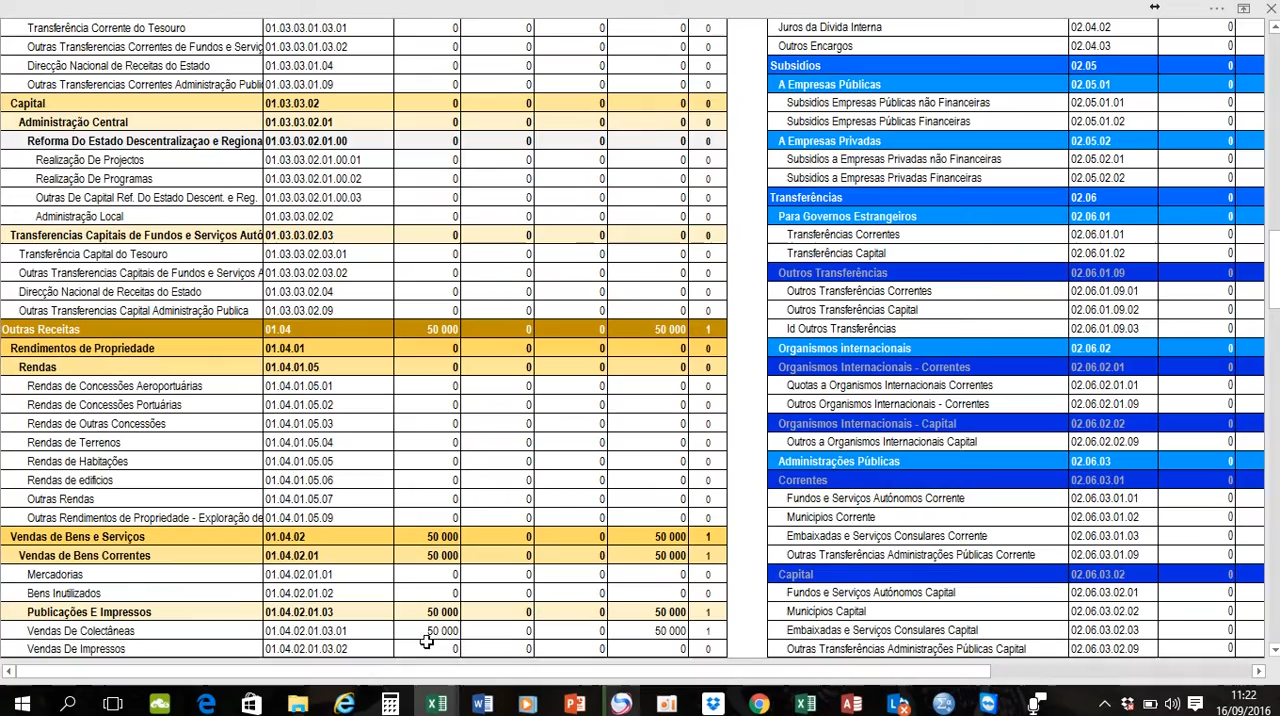 Transferência Corrente do Tesouro 01.03.03.01.03.01 0 0 0 0 0
Outras Transferencias Correntes de Fundos e Serviç 01.03.03.01.03.02 0 0 0 0 0
Direcção Nacional de Receitas do Estado 01.03.03.01.04 0 0 0 0 0
Outras Transferencias Correntes Administração Publi 01.03.03.01.09 0 0 0 0 0
Capital 01.03.03.02 0 0 0 0 0
Administração Central 01.03.03.02.01 0 0 0 0 0
Reforma Do Estado Descentralizaçao e Regiona 01.03.03.02.01.00 0 0 0 0 0
Realização De Projectos 01.03.03.02.01.00.01 0 0 0 0 0
Realização De Programas 01.03.03.02.01.00.02 0 0 0 0 0
Outras De Capital Ref. Do Estado Descent. e Reg. 01.03.03.02.01.00.03 0 0 0 0 0
Administração Local 01.03.03.02.02 0 0 0 0 0
Transferencias Capitais de Fundos e Serviços Autó 01.03.03.02.03 0 0 0 0 0
Transferência Capital do Tesouro 01.03.03.02.03.01 0 0 0 0 0
Outras Transferencias Capitais de Fundos e Serviços A 01.03.03.02.03.02 0 0 0 0 0
Direcção Nacional de Receitas do Estado 01.03.03.02.04 0 0 0 0 0
Outras Transferencias Capital Administração Publica 01.03.03.02.09 0 0 0 0 0
Outras Receitas 01.04 50 000 0 0 50 000 1
Rendimentos de Propriedade 01.04.01 0 0 0 0 0
Rendas 01.04.01.05 0 0 0 0 0
Rendas de Concessões Aeroportuárias 01.04.01.05.01 0 0 0 0 0
Rendas de Concessões Portuárias 01.04.01.05.02 0 0 0 0 0
Rendas de Outras Concessões 01.04.01.05.03 0 0 0 0 0
Rendas de Terrenos 01.04.01.05.04 0 0 0 0 0
Rendas de Habitações 01.04.01.05.05 0 0 0 0 0
Rendas de edificios 01.04.01.05.06 0 0 0 0 0
Outras Rendas 01.04.01.05.07 0 0 0 0 0
Outras Rendimentos de Propriedade - Exploração de 01.04.01.05.09 0 0 0 0 0
Vendas de Bens e Serviços 01.04.02 50 000 0 0 50 000 1
Vendas de Bens Correntes 01.04.02.01 50 000 0 0 50 000 1
Mercadorias 01.04.02.01.01 0 0 0 0 0
Bens Inutilizados 01.04.02.01.02 0 0 0 0 0
Publicações E Impressos 01.04.02.01.03 50 000 0 0 50 000 1
Vendas De Colectâneas 01.04.02.01.03.01 50 000 0 0 50 000 1
Vendas De Impressos 01.04.02.01.03.02 0 0 0 0 0
Juros da Divida Interna 02.04.02 0
Outros Encargos 02.04.03 0
Subsidios 02.05 0
A Empresas Públicas 02.05.01 0
Subsidios Empresas Públicas não Financeiras 02.05.01.01 0
Subsidios Empresas Públicas Financeiras 02.05.01.02 0
A Empresas Privadas 02.05.02 0
Subsidios a Empresas Privadas não Financeiras 02.05.02.01 0
Subsidios a Empresas Privadas Financeiras 02.05.02.02 0
Transferências 02.06 0
Para Governos Estrangeiros 02.06.01 0
Transferências Correntes 02.06.01.01 0
Transferências Capital 02.06.01.02 0
Outros Transferências 02.06.01.09 0
Outros Transferências Correntes 02.06.01.09.01 0
Outros Transferências Capital 02.06.01.09.02 0
Id Outros Transferências 02.06.01.09.03 0
Organismos internacionais 02.06.02 0
Organismos Internacionais - Correntes 02.06.02.01 0
Quotas a Organismos Internacionais Correntes 02.06.02.01.01 0
Outros Organismos Internacionais - Correntes 02.06.02.01.09 0
Organismos Internacionais - Capital 02.06.02.02 0
Outros a Organismos Internacionais Capital 02.06.02.02.09 0
Administrações Públicas 02.06.03 0
Correntes 02.06.03.01 0
Fundos e Serviços Autónomos Corrente 02.06.03.01.01 0
Municipios Corrente 02.06.03.01.02 0
Embaixadas e Serviços Consulares Corrente 02.06.03.01.03 0
Outras Transferências Administrações Públicas Corrente 02.06.03.01.09 0
Capital 02.06.03.02 0
Fundos e Serviços Autónomos Capital 02.06.03.02.01 0
Municípios Capital 02.06.03.02.02 0
Embaixadas e Serviços Consulares Capital 02.06.03.02.03 0
Outras Transferências Administrações Públicas Capital 02.06.03.02.09 0
11:22
16/09/2016